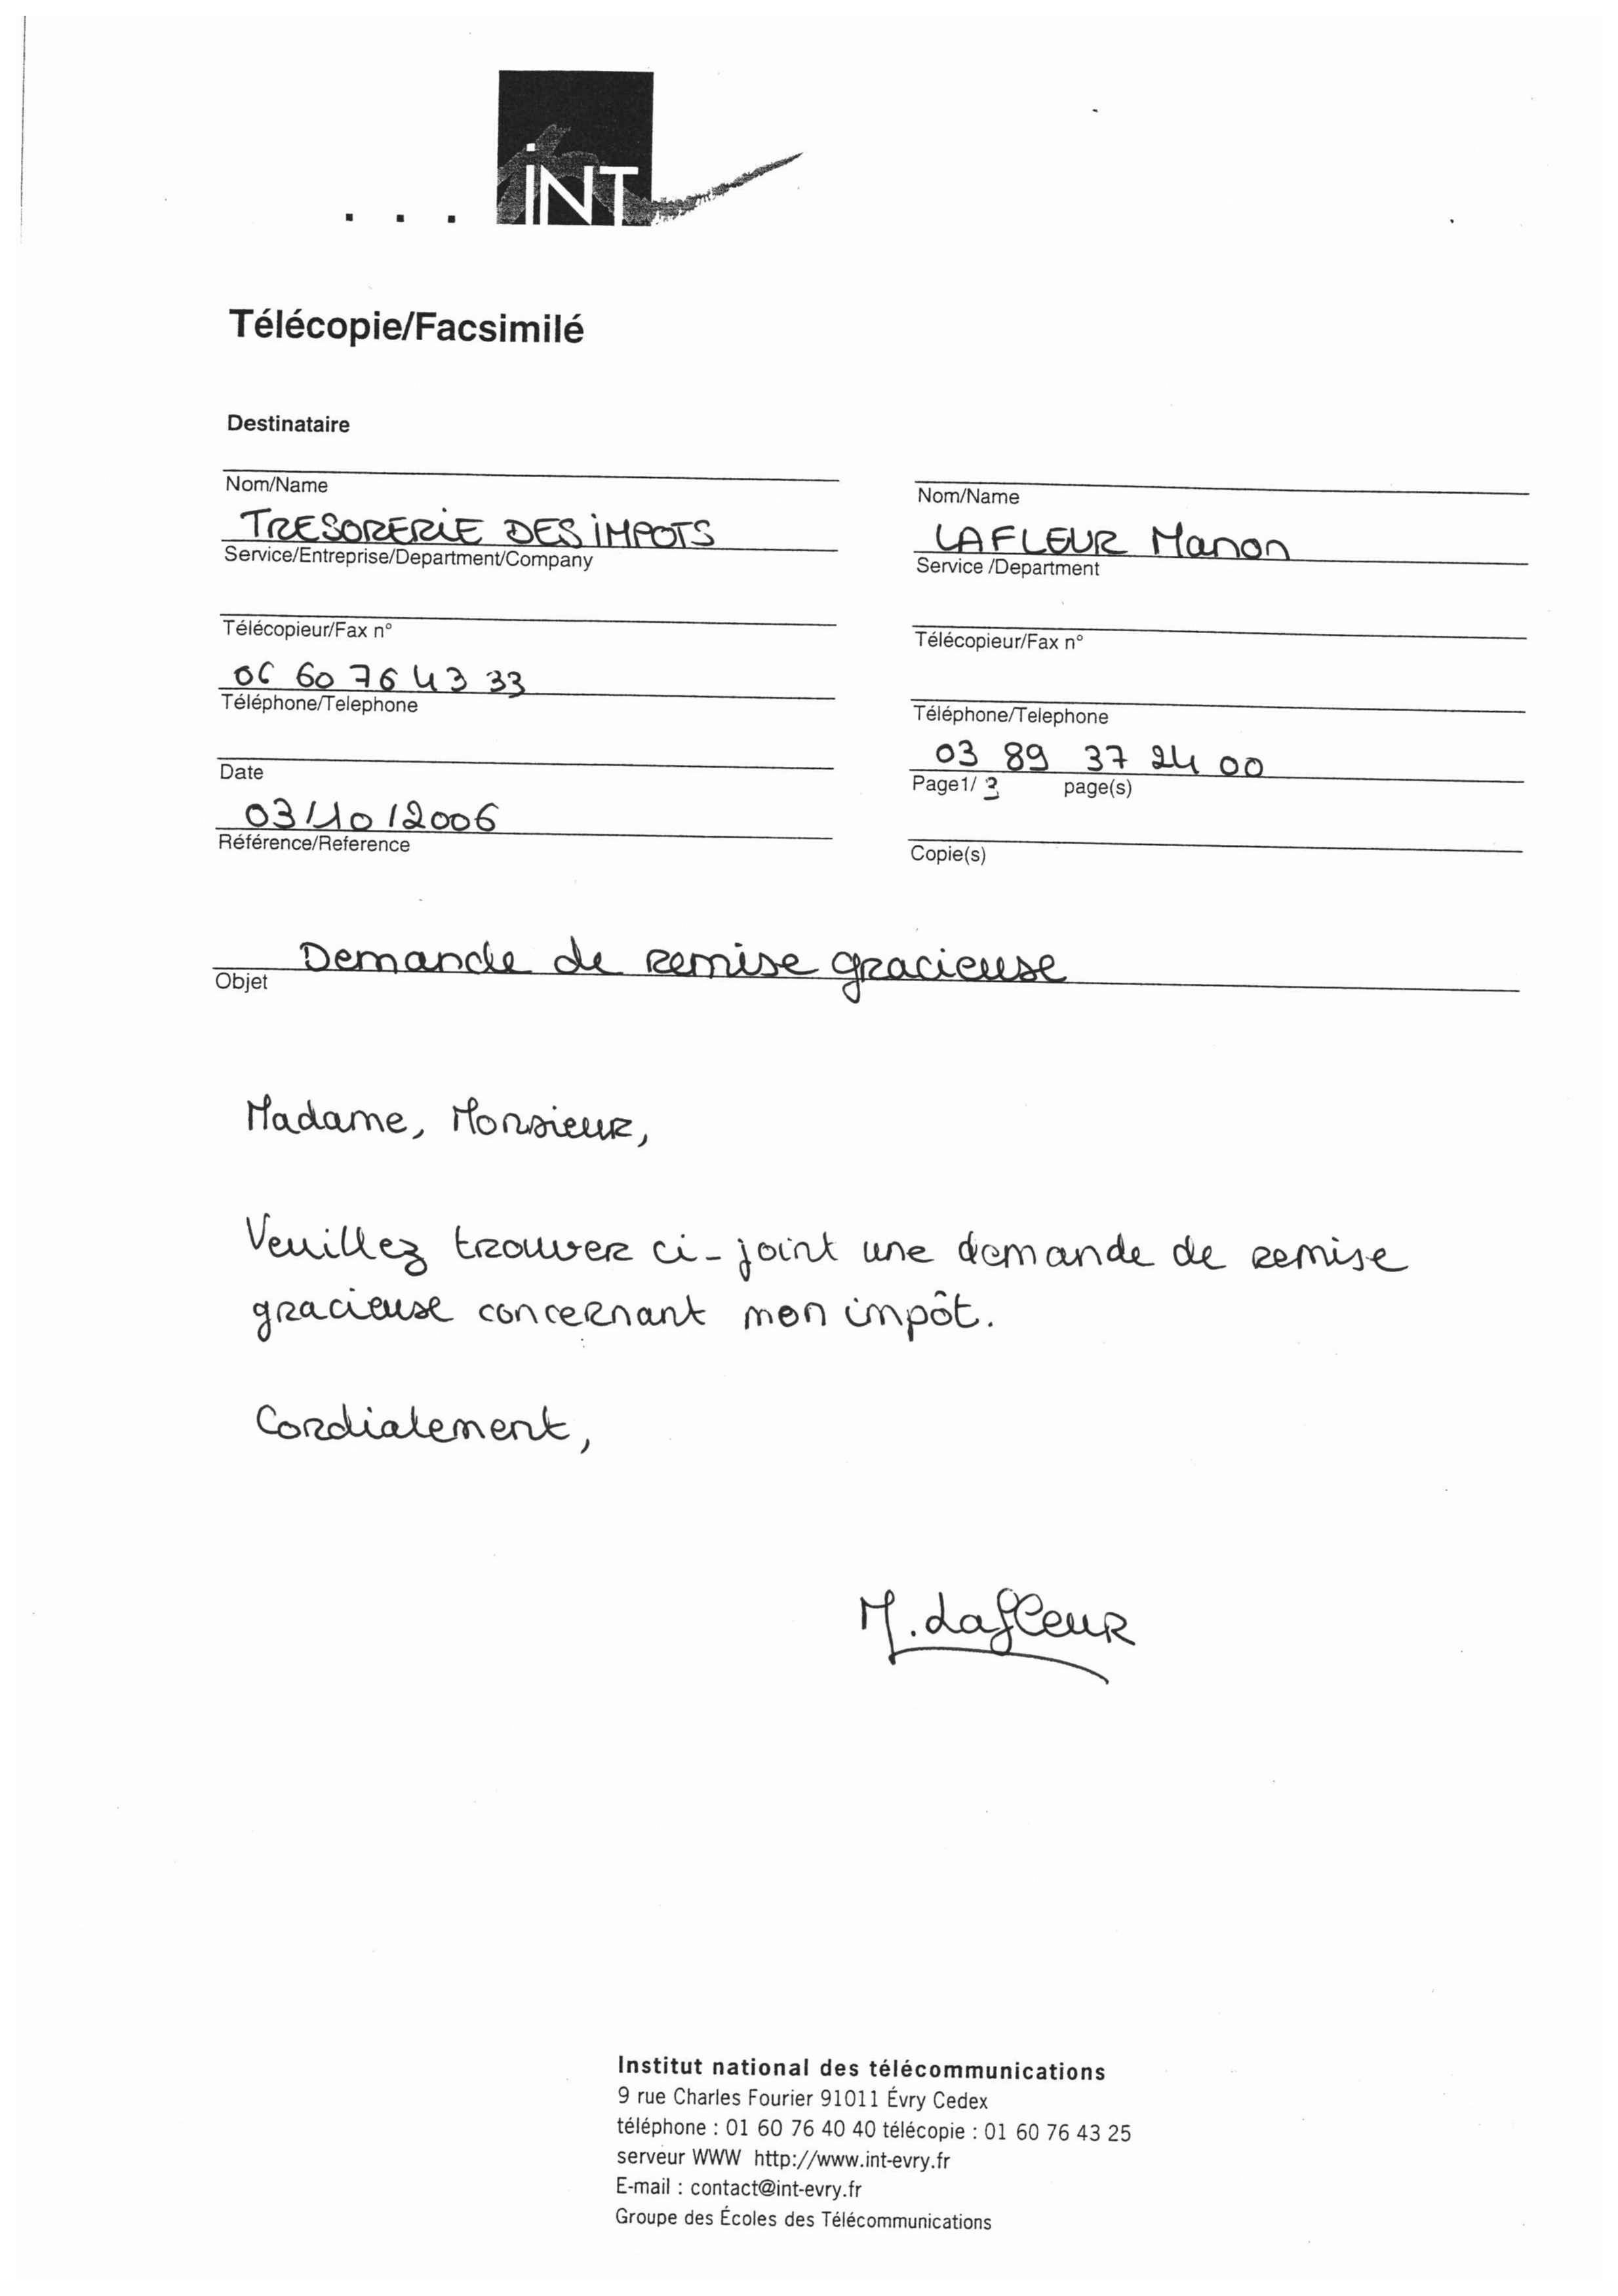 ... iNT
Télécopie/Facsimilé
Destinataire
Nom/Name
TRESORERIE DES IMPOTS
Service/Entreprise/Department/Company
Télécopieur/Fax n°
06 60 76 43 33
Téléphone/Telephone
Date
03/10/2006
Référence/Reference
Nom/Name
LAFLEUR Manon
Service /Department
Télécopieur/Fax n°
Téléphone/Telephone
03 89 37 24 00
Page1/ 3 page(s)
Copie(s)
Demande de remise gracieuse
Objet
Madame, Monsieur,
Veuillez trouver ci-joint une demande de remise
gracieuse concernant mon impôt.
Cordialement,
M. Lafleur
Institut national des télécommunications
9 rue Charles Fourier 91011 Évry Cedex
téléphone : 01 60 76 40 40 télécopie : 01 60 76 43 25
serveur WWW http://www.int-evry.fr
E-mail : contact@int-evry.fr
Groupe des Écoles des Télécommunications